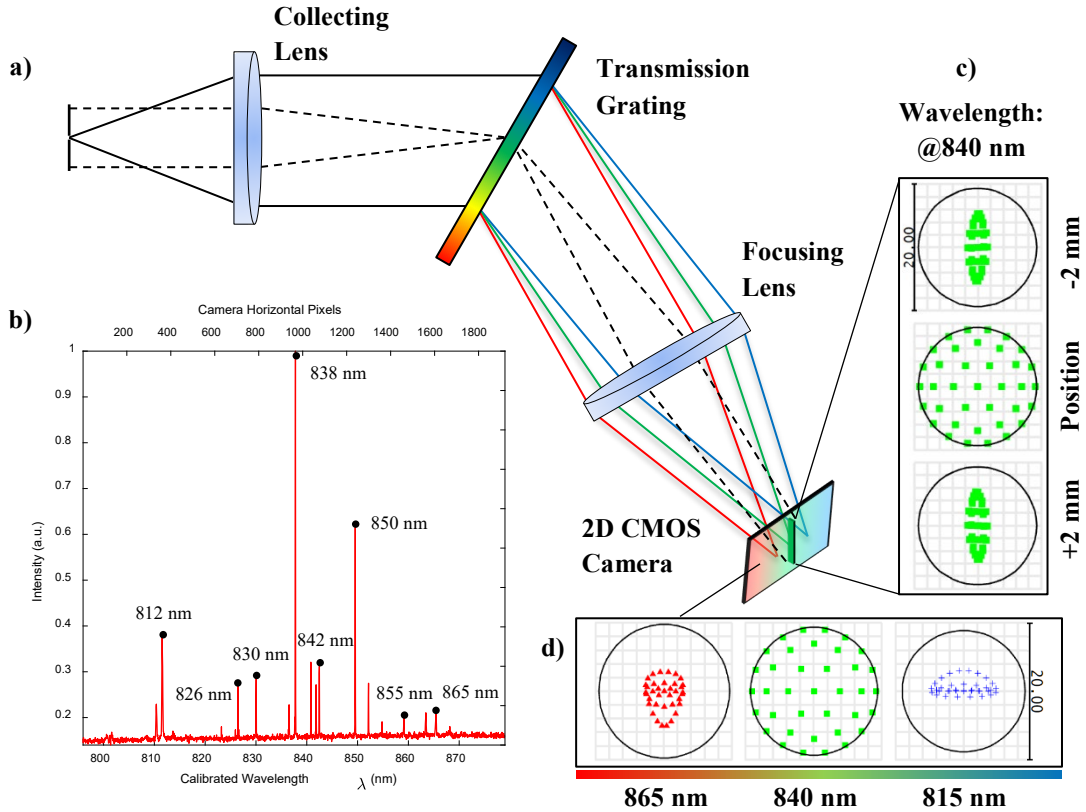 a)
Collecting
Lens
Transmission
Grating
Focusing
Lens
2D CMOS
Camera
b)
Camera Horizontal Pixels
200 400 600 800 1000 1200 1400 1600 1800
1
0.9
0.8
0.7
0.6
0.5
0.4
0.3
0.2
Intensity (a.u.)
838 nm
850 nm
812 nm
842 nm
830 nm
826 nm
855 nm
865 nm
800 810 820 830 840 850 860 870
Calibrated Wavelength λ (nm)
c)
Wavelength:
@840 nm
20.00
-2 mm
Position
+2 mm
d)
20.00
865 nm 840 nm 815 nm